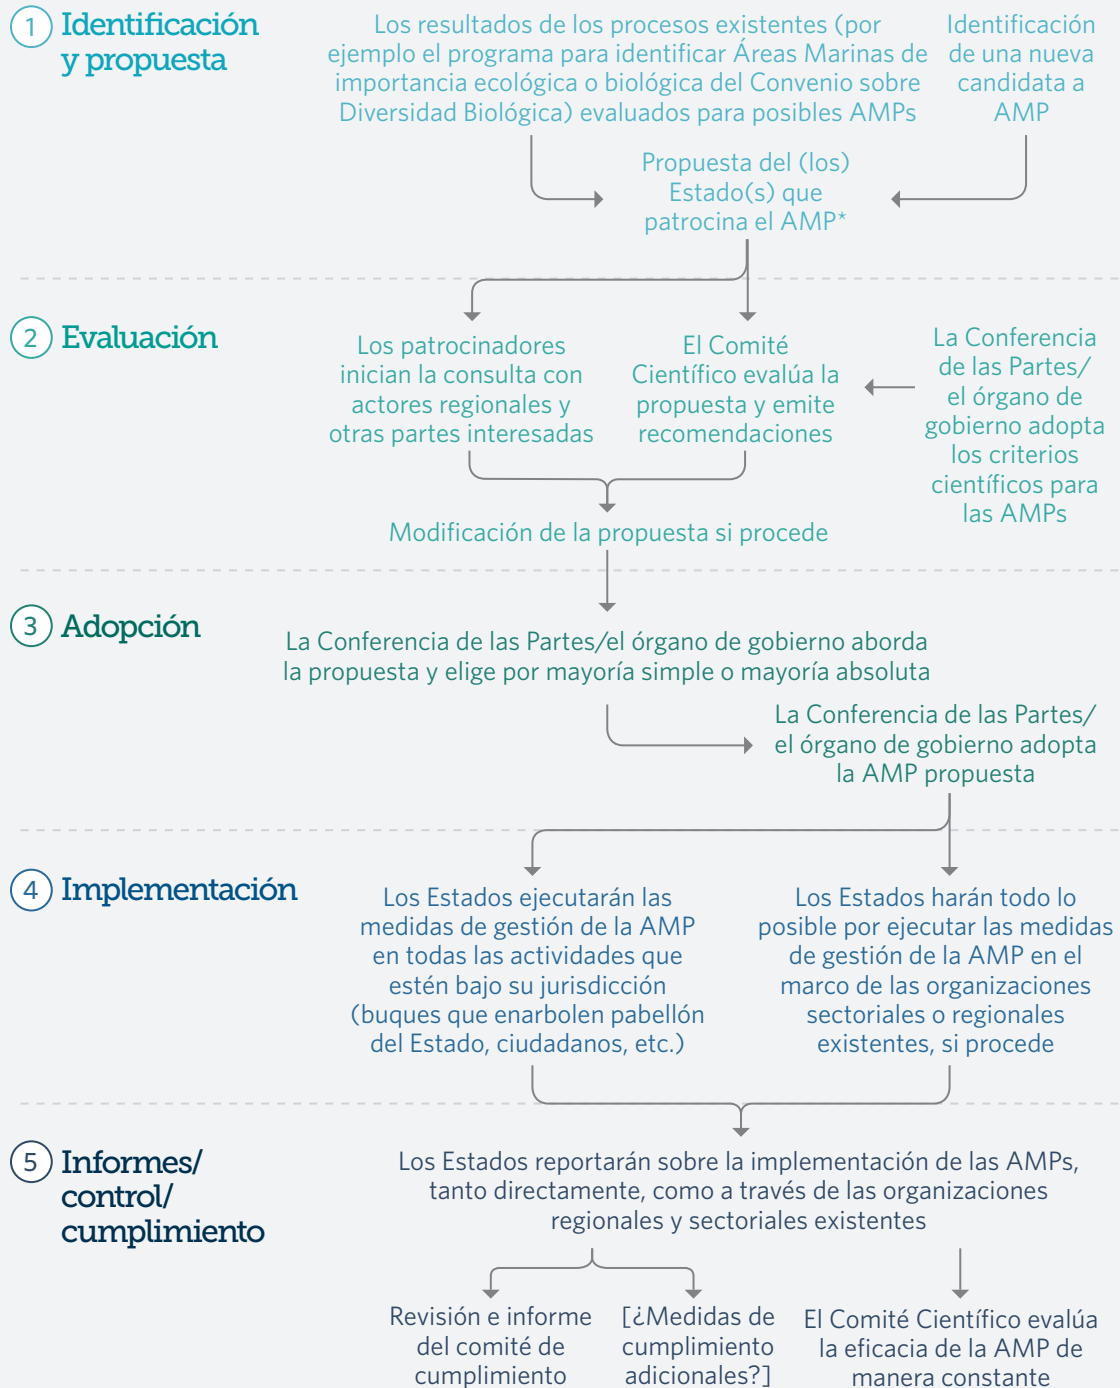 1 Identificación
y propuesta
Los resultados de los procesos existentes (por
ejemplo el programa para identificar Áreas Marinas de
importancia ecológica o biológica del Convenio sobre
Diversidad Biológica) evaluados para posibles AMPs
Identificación
de una nueva
candidata a
AMP
Propuesta del (los)
Estado(s) que
patrocina el AMP*
2 Evaluación
Los patrocinadores
inician la consulta con
actores regionales y
otras partes interesadas
El Comité
Científico evalúa la
propuesta y emite
recomendaciones
La Conferencia
de las Partes/
el órgano de
gobierno adopta
los criterios
científicos para
las AMPs
Modificación de la propuesta si procede
3 Adopción
La Conferencia de las Partes/el órgano de gobierno aborda
la propuesta y elige por mayoría simple o mayoría absoluta
La Conferencia de las Partes/
el órgano de gobierno adopta
la AMP propuesta
4 Implementación
Los Estados ejecutarán las
medidas de gestión de la AMP
en todas las actividades que
estén bajo su jurisdicción
(buques que enarbolen pabellón
del Estado, ciudadanos, etc.)
Los Estados harán todo lo
posible por ejecutar las medidas
de gestión de la AMP en el
marco de las organizaciones
sectoriales o regionales
existentes, si procede
5 Informes/
control/
cumplimiento
Los Estados reportarán sobre la implementación de las AMPs,
tanto directamente, como a través de las organizaciones
regionales y sectoriales existentes
Revisión e informe
del comité de
cumplimiento
[¿Medidas de
cumplimiento
adicionales?]
El Comité Científico evalúa
la eficacia de la AMP de
manera constante